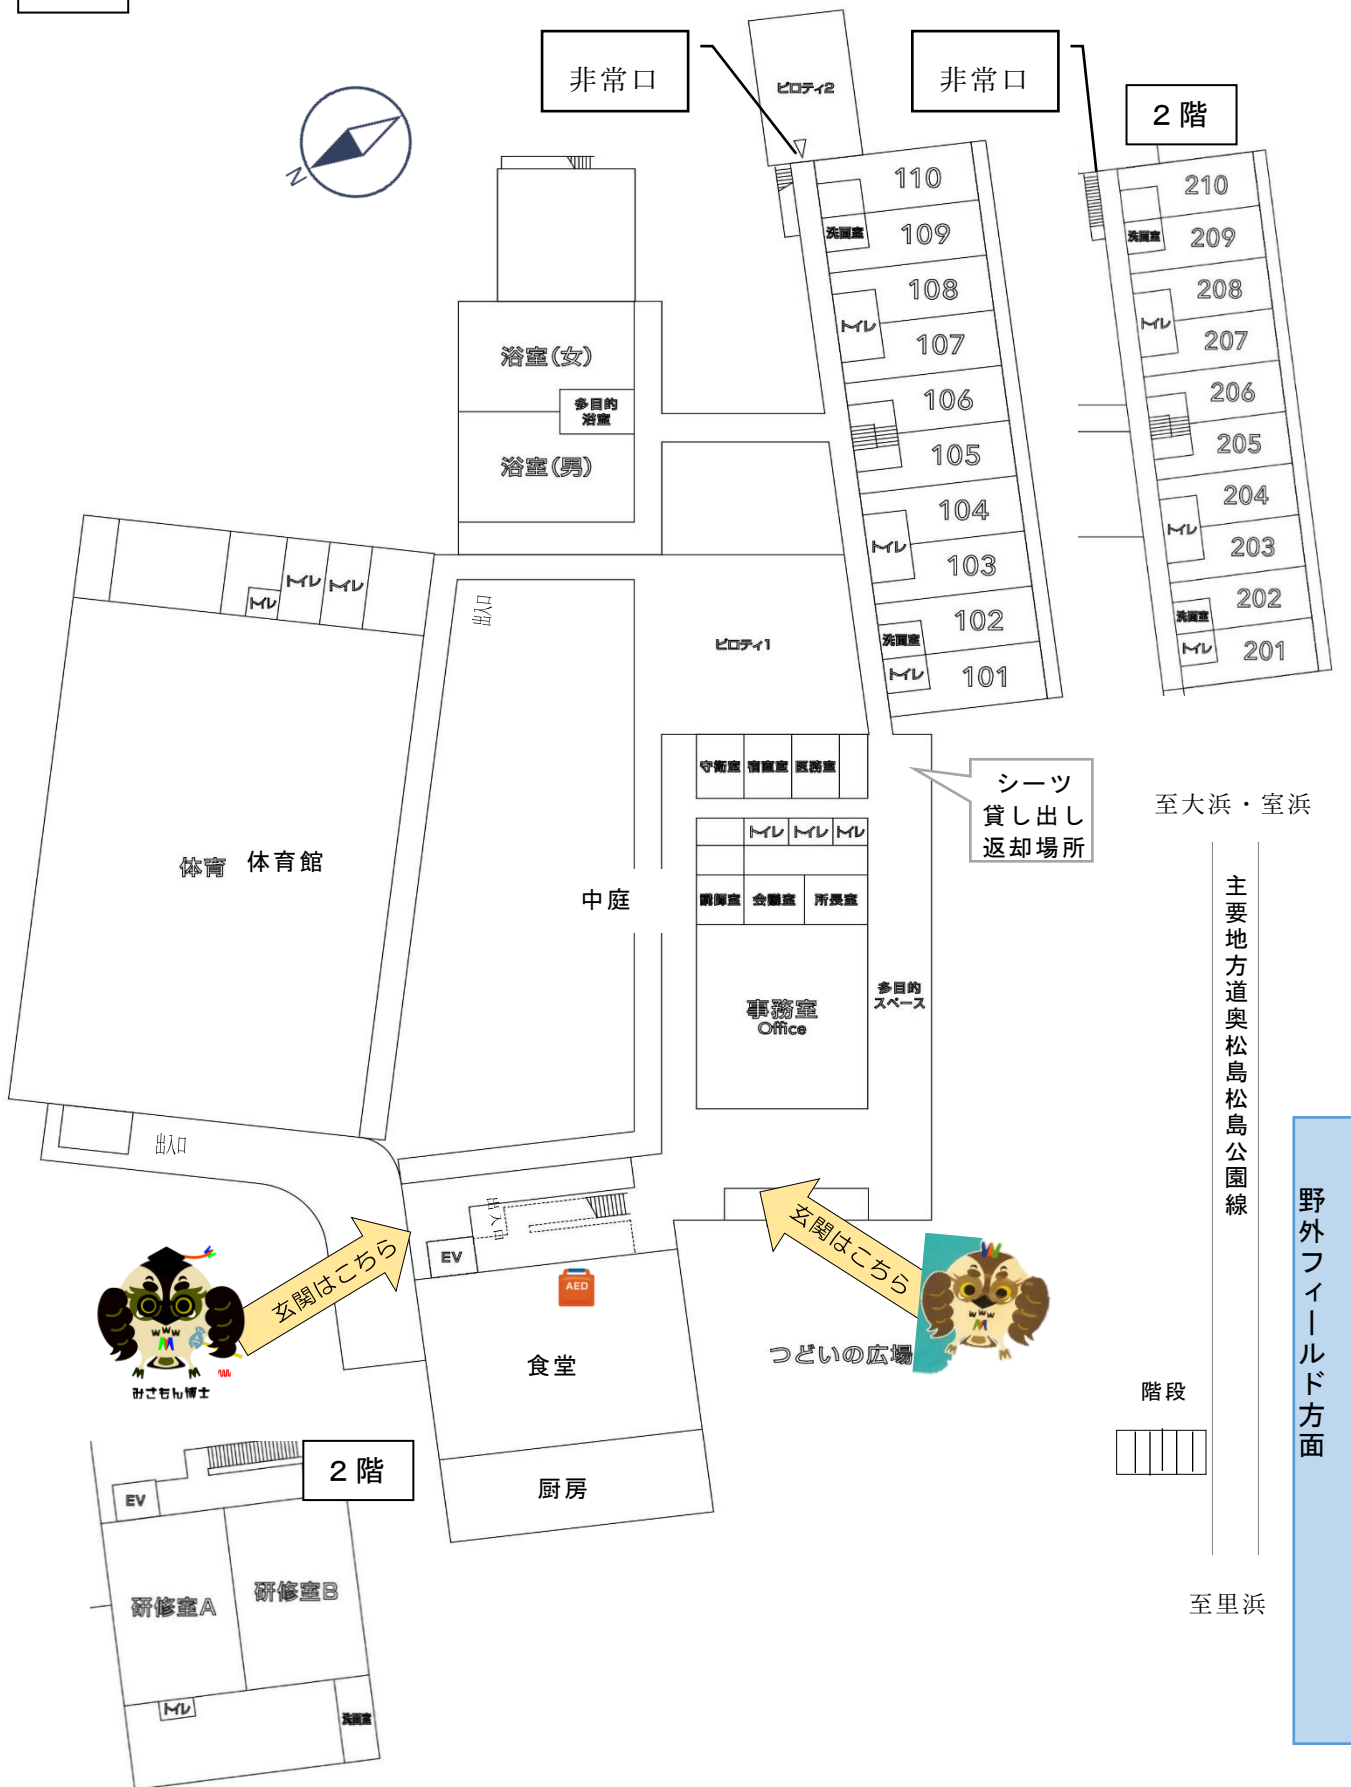 非常口
非常口
2階
ピロティ2
N
110
109
洗面室
108
トイレ
107
106
105
104
トイレ
103
102
洗面室
トイレ
101
210
209
洗面室
208
トイレ
207
206
205
204
トイレ
203
202
洗面室
トイレ
201
浴室(女)
多目的
浴室
浴室(男)
トイレ
トイレ
トイレ
出入口
ピロティ1
守衛室
宿直室
医務室
シーツ
貸し出し
返却場所
至大浜・室浜
トイレ
トイレ
トイレ
体育
体育館
中庭
講師室
会議室
所長室
事務室
Office
多目的
スペース
主要地方道奥松島松島公園線
出入口
出入口
玄関はこちら
玄関はこちら
野外フィールド方面
EV
AED
みさもん博士
食堂
つどいの広場
階段
厨房
2階
EV
研修室A
研修室B
至里浜
トイレ
洗面室